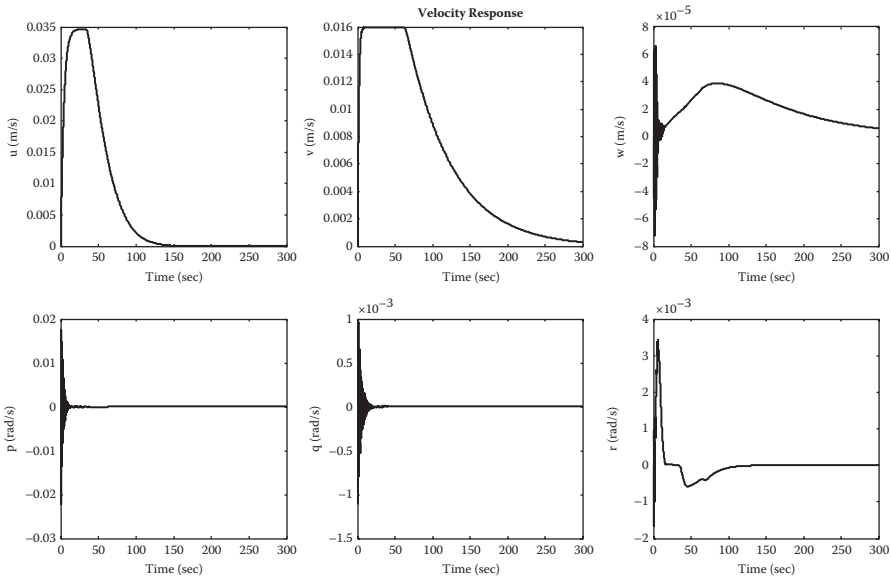 Velocity Response
u (m/s)
0.035
0.03
0.025
0.02
0.015
0.01
0.005
0
0 50 100 150 200 250 300
Time (sec)
v (m/s)
0.016
0.014
0.012
0.01
0.008
0.006
0.004
0.002
0
0 50 100 150 200 250 300
Time (sec)
×10−5
w (m/s)
8
6
4
2
0
−2
−4
−6
−8
0 50 100 150 200 250 300
Time (sec)
p (rad/s)
0.02
0.01
0
−0.01
−0.02
−0.03
0 50 100 150 200 250 300
Time (sec)
×10−3
q (rad/s)
1
0.5
0
−0.5
−1
−1.5
0 50 100 150 200 250 300
Time (sec)
×10−3
r (rad/s)
4
3
2
1
0
−1
−2
0 50 100 150 200 250 300
Time (sec)